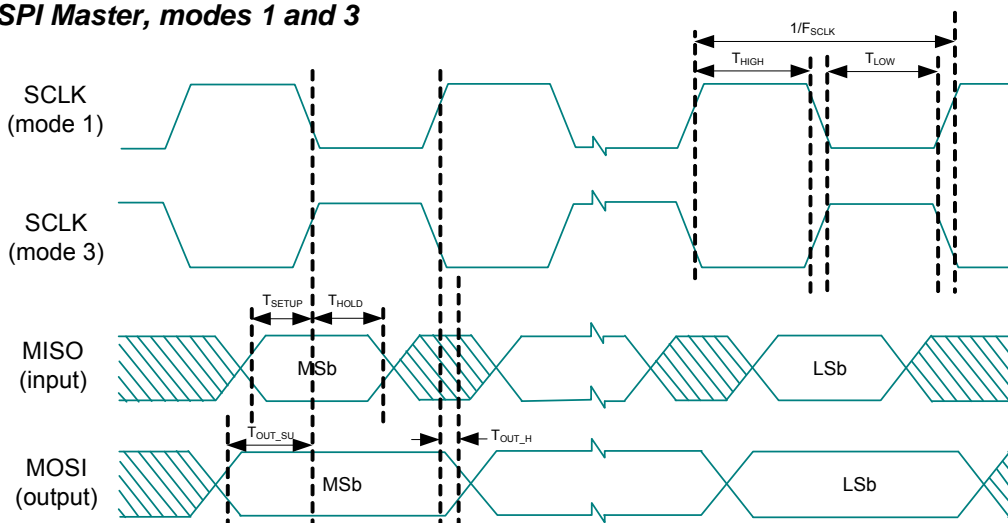 SPI Master, modes 1 and 3
1/FSCLK
THIGH
TLOW
SCLK
(mode 1)
SCLK
(mode 3)
TSETUP
THOLD
MISO
(input)
MSb
LSb
TOUT_SU
TOUT_H
MOSI
(output)
MSb
LSb